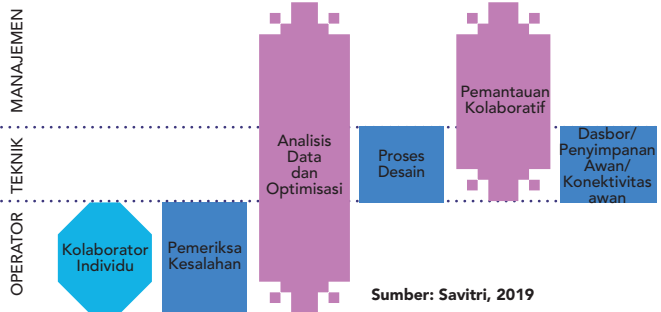 MANAJEMEN
TEKNIK
OPERATOR
Kolaborator
Individu
Pemeriksa
Kesalahan
Analisis
Data
dan
Optimisasi
Proses
Desain
Pemantauan
Kolaboratif
Dasbor/
Penyimpanan
Awan/
Konektivitas
awan
Sumber: Savitri, 2019